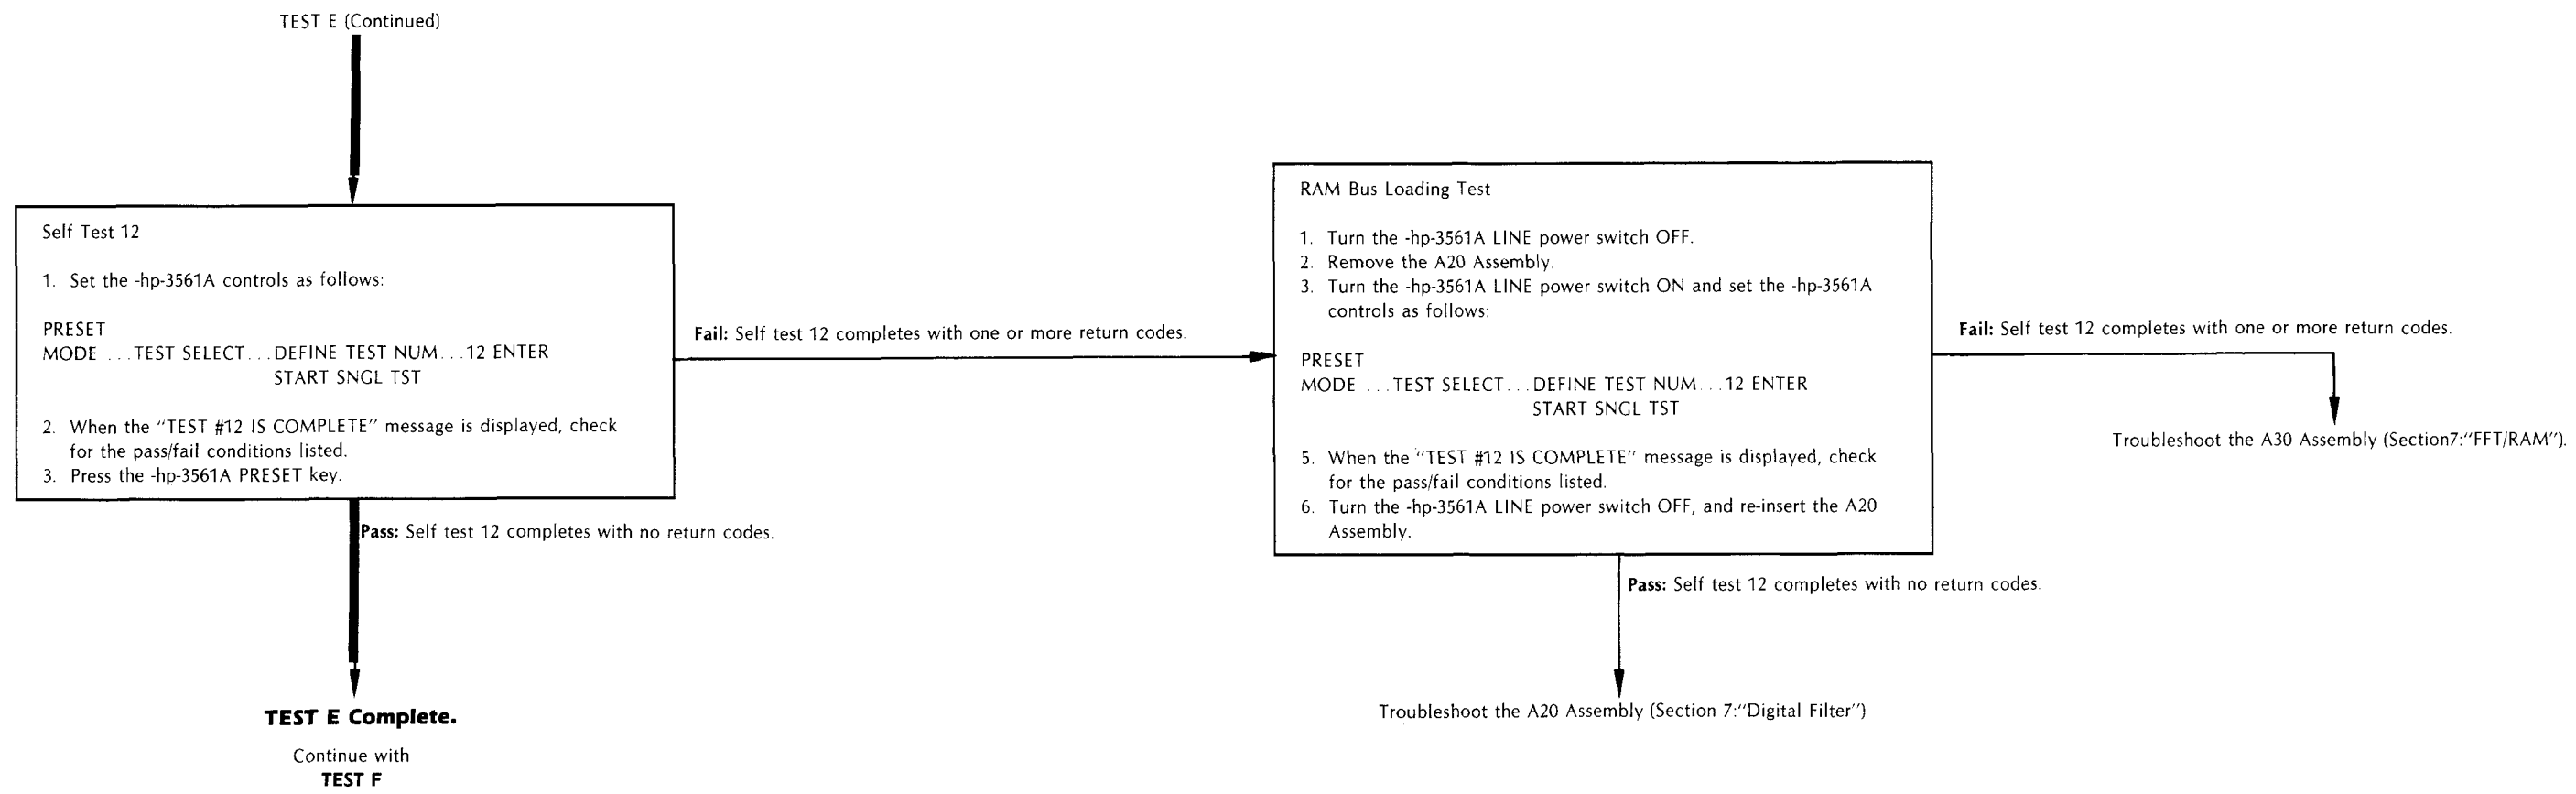 TEST E (Continued)
Self Test 12
1. Set the -hp-3561A controls as follows:
PRESET
MODE ...TEST SELECT...DEFINE TEST NUM...12 ENTER
START SNGL TST
2. When the "TEST #12 IS COMPLETE" message is displayed, check
for the pass/fail conditions listed.
3. Press the -hp-3561A PRESET key.
Fail: Self test 12 completes with one or more return codes.
Pass: Self test 12 completes with no return codes.
TEST E Complete.
Continue with
TEST F
RAM Bus Loading Test
1. Turn the -hp-3561A LINE power switch OFF.
2. Remove the A20 Assembly.
3. Turn the -hp-3561A LINE power switch ON and set the -hp-3561A
controls as follows:
PRESET
MODE ...TEST SELECT...DEFINE TEST NUM...12 ENTER
START SNGL TST
5. When the "TEST #12 IS COMPLETE" message is displayed, check
for the pass/fail conditions listed.
6. Turn the -hp-3561A LINE power switch OFF, and re-insert the A20
Assembly.
Fail: Self test 12 completes with one or more return codes.
Troubleshoot the A30 Assembly (Section7:"FFT/RAM").
Pass: Self test 12 completes with no return codes.
Troubleshoot the A20 Assembly (Section 7:"Digital Filter")